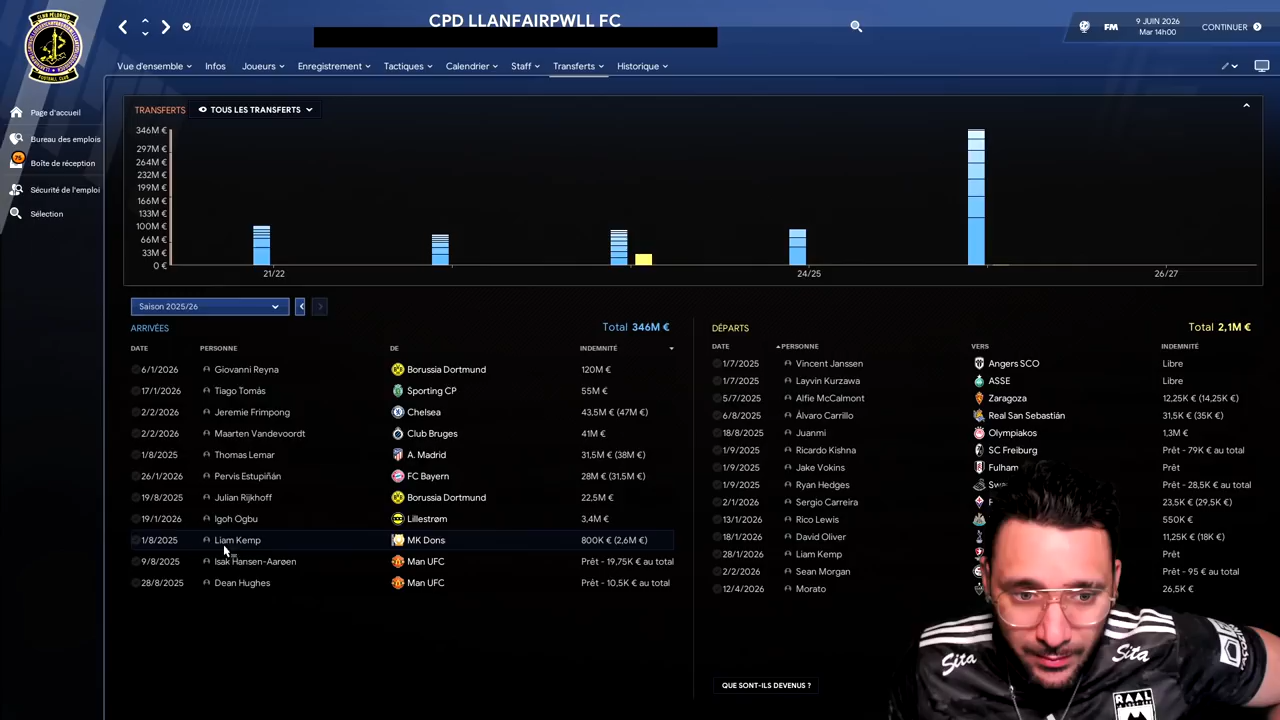 CPD LLANFAIRPWLL FC
FM
9 JUIN 2026
Mar 14h00
CONTINUER
Vue d'ensemble
Infos
Joueurs
Enregistrement
Tactiques
Calendrier
Staff
Transferts
Historique
Page d'accueil
Bureau des emplois
Boîte de réception
Sécurité de l'emploi
Sélection
TRANSFERTS
TOUS LES TRANSFERTS
346M €
297M €
264M €
232M €
199M €
166M €
133M €
100M €
66M €
33M €
0 €
21/22
24/25
26/27
Saison 2025/26
ARRIVÉES
Total 346M €
DATE PERSONNE DE INDEMNITÉ
6/1/2026 Giovanni Reyna Borussia Dortmund 120M €
17/1/2026 Tiago Tomás Sporting CP 55M €
2/2/2026 Jeremie Frimpong Chelsea 43,5M € (47M €)
2/2/2026 Maarten Vandevoordt Club Bruges 41M €
1/8/2025 Thomas Lemar A. Madrid 31,5M € (38M €)
26/1/2026 Pervis Estupiñán FC Bayern 28M € (31,5M €)
19/8/2025 Julian Rijkhoff Borussia Dortmund 22,5M €
19/1/2026 Igoh Ogbu Lillestrøm 3,4M €
1/8/2025 Liam Kemp MK Dons 800K € (2,6M €)
9/8/2025 Isak Hansen-Aarøen Man UFC Prêt - 19,75K € au total
28/8/2025 Dean Hughes Man UFC Prêt - 10,5K € au total
DÉPARTS
Total 2,1M €
DATE PERSONNE VERS INDEMNITÉ
1/7/2025 Vincent Janssen Angers SCO Libre
1/7/2025 Layvin Kurzawa ASSE Libre
5/7/2025 Alfie McCalmont Zaragoza 12,25K € (14,25K €)
6/8/2025 Álvaro Carrillo Real San Sebastián 31,5K € (35K €)
18/8/2025 Juanmi Olympiakos 1,3M €
1/9/2025 Ricardo Kishna SC Freiburg Prêt - 79K € au total
1/9/2025 Jake Vokins Fulham Prêt
1/9/2025 Ryan Hedges Prêt - 28,5K € au total
2/1/2026 Sergio Carreira 23,5K € (29,5K €)
13/1/2026 Rico Lewis 550K €
18/1/2026 David Oliver 11,25K € (18K €)
28/1/2026 Liam Kemp Prêt
2/2/2026 Sean Morgan Prêt - 95 € au total
12/4/2026 Morato 26,5K €
QUE SONT-ILS DEVENUS ?
Sita
Sita
RAAL